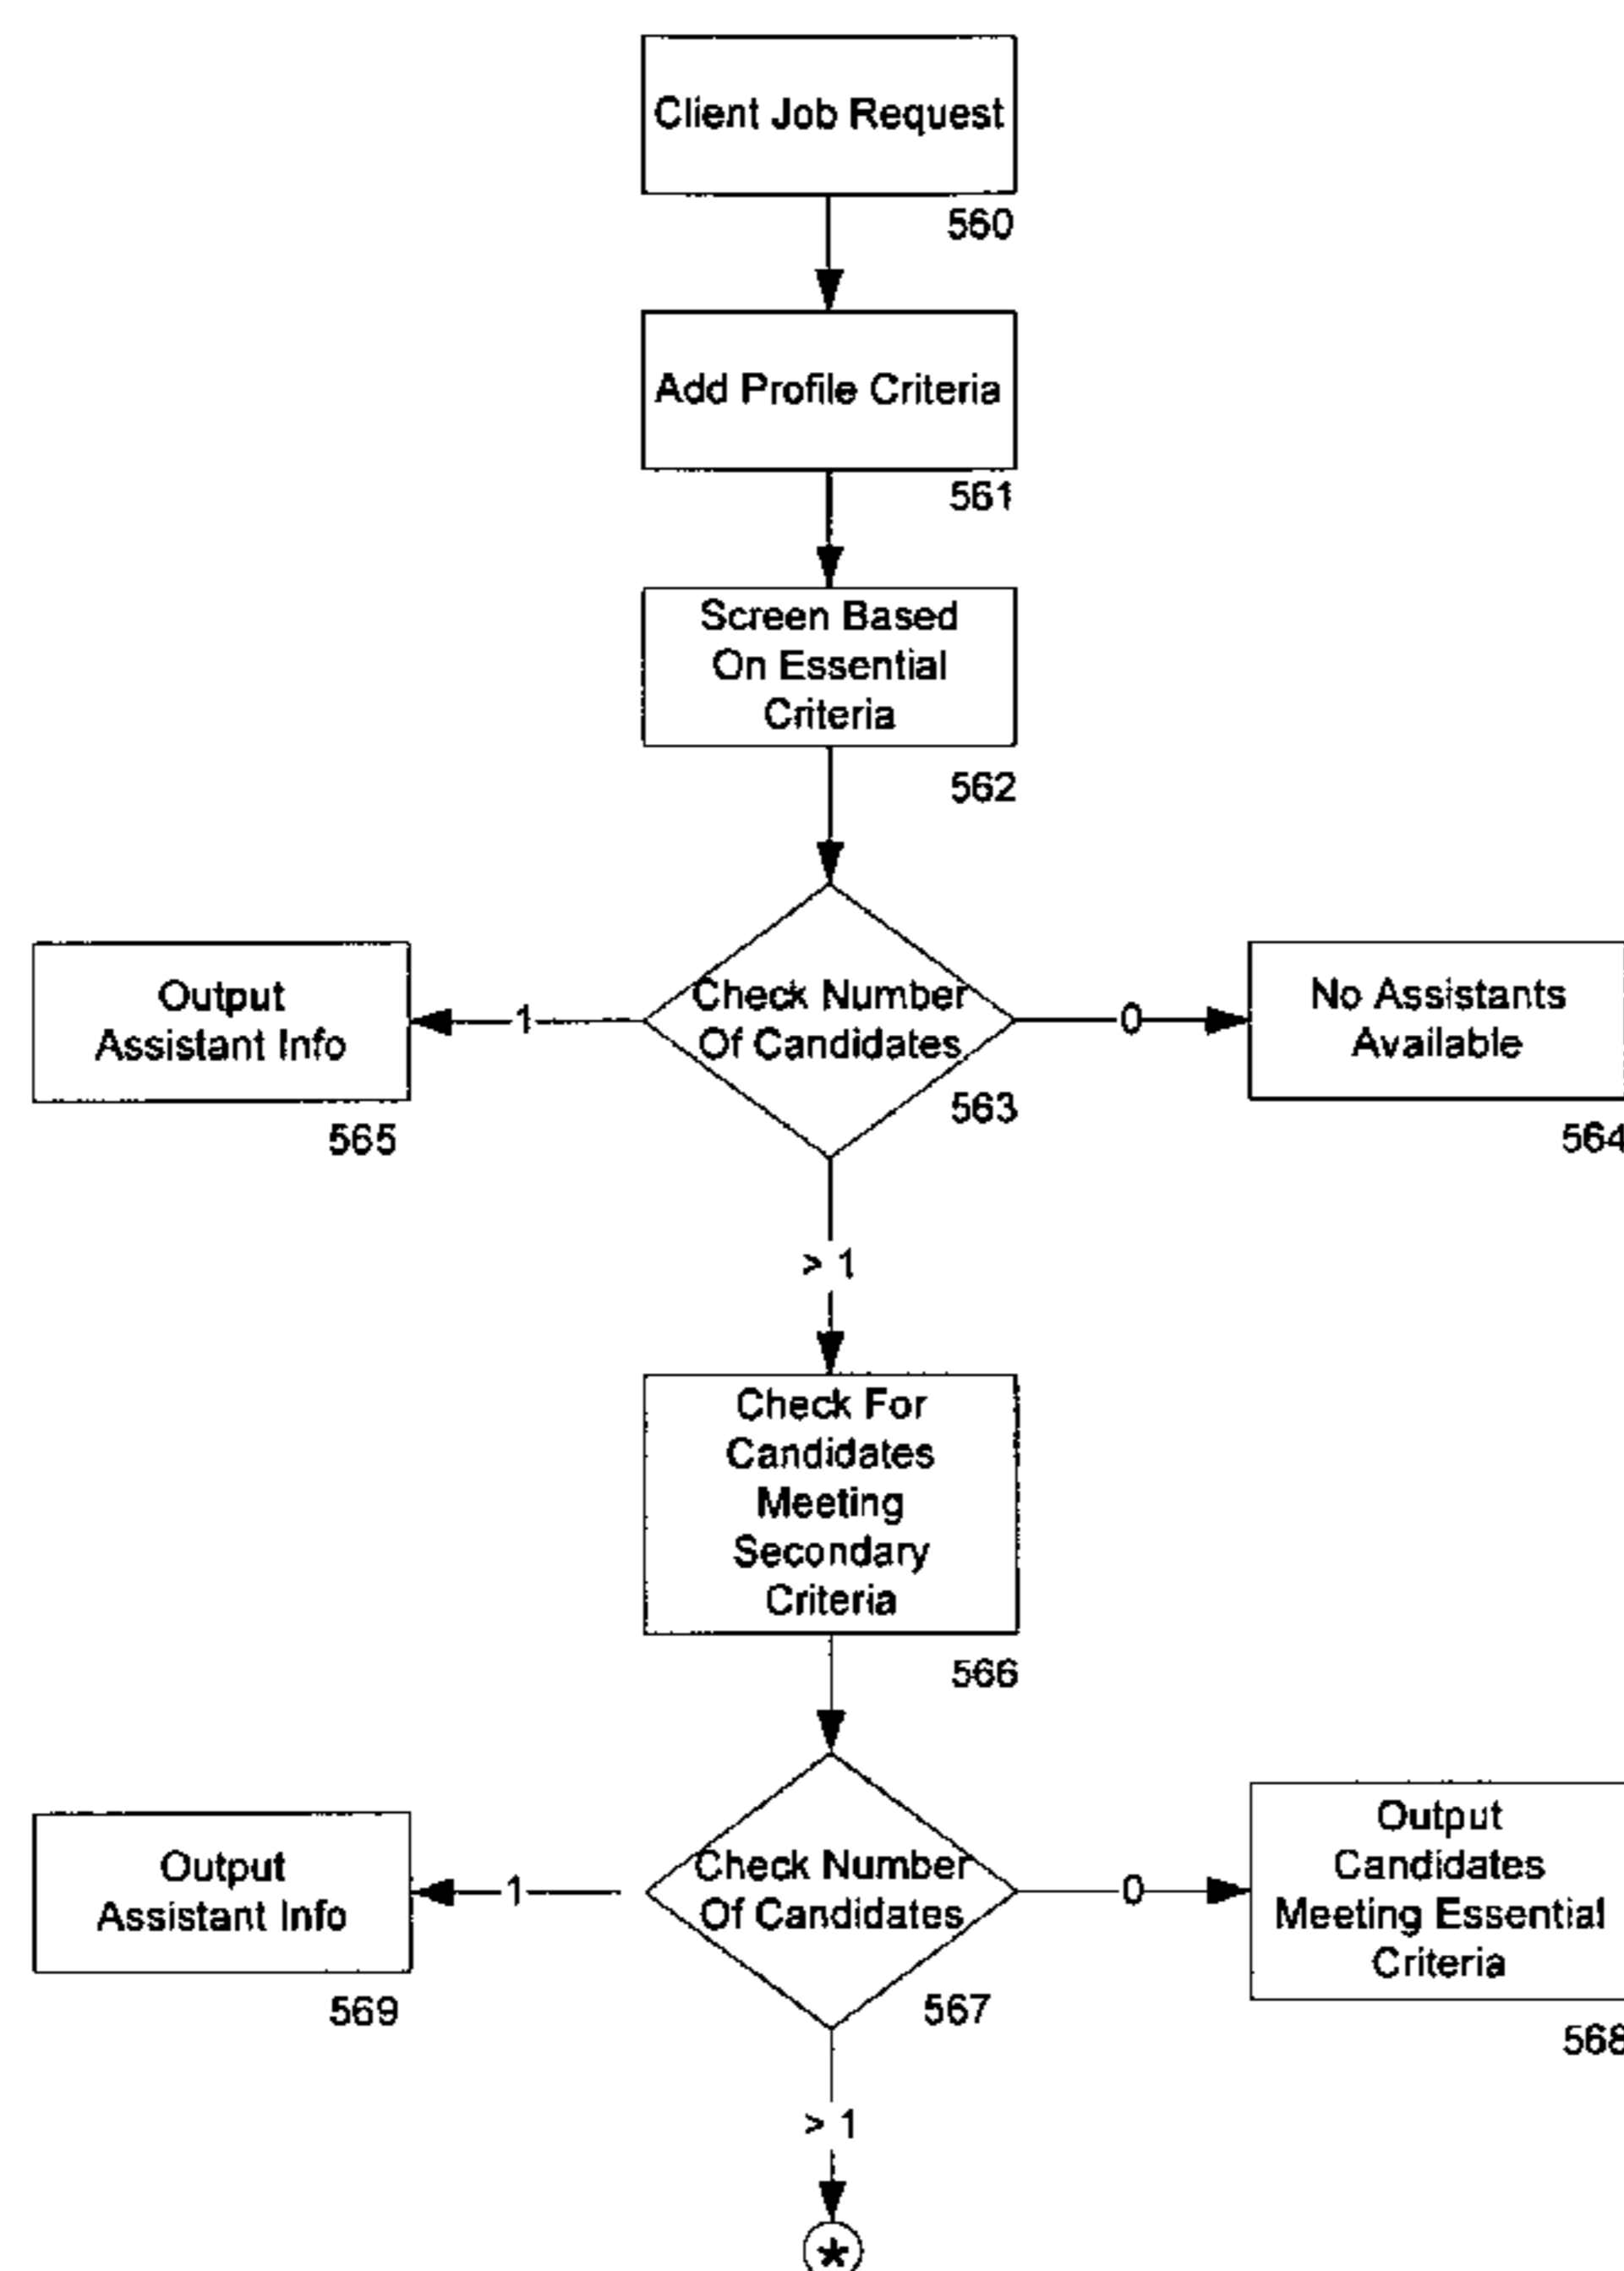 Client Job Request
560
Add Profile Criteria
561
Screen Based
On Essential
Criteria
562
Output
Assistant Info
565
1
Check Number
Of Candidates
563
0
No Assistants
Available
564
> 1
Check For
Candidates
Meeting
Secondary
Criteria
566
Output
Assistant Info
569
1
Check Number
Of Candidates
567
0
Output
Candidates
Meeting Essential
Criteria
568
> 1
*